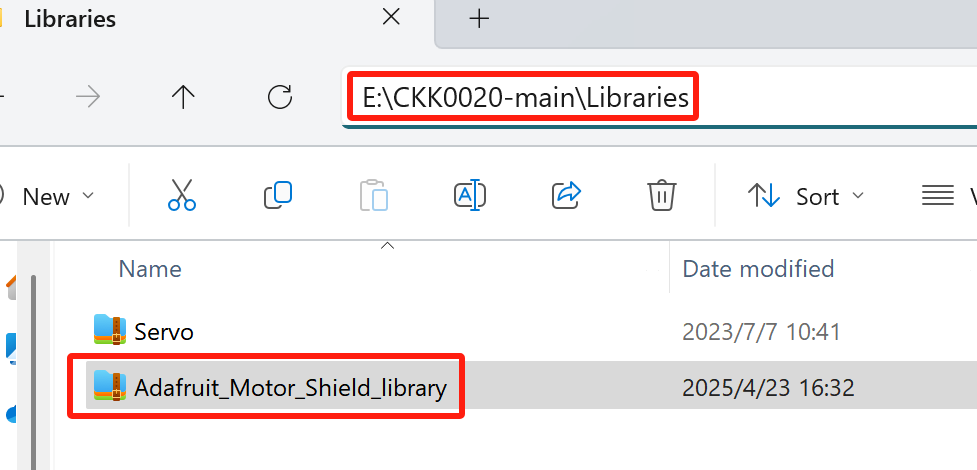 Libraries
E:\CKK0020-main\Libraries
New
Sort
Name
Date modified
Servo
2023/7/7 10:41
Adafruit_Motor_Shield_library
2025/4/23 16:32